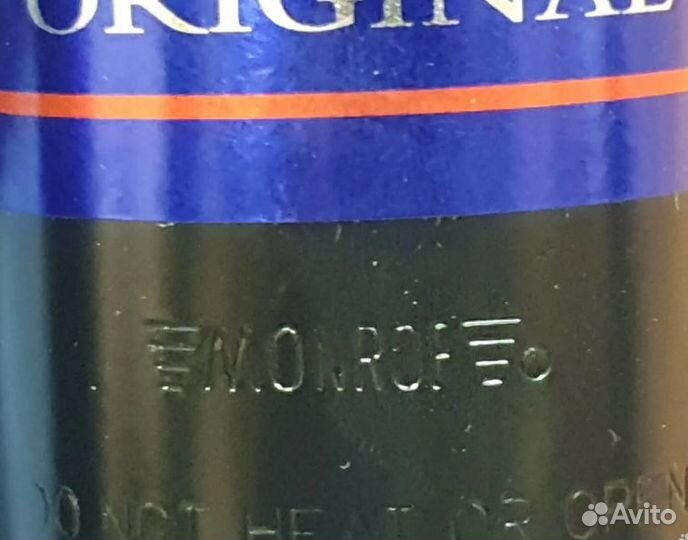 ORIGINAL
MONROE
DO NOT HEAT OR OPEN
Avito